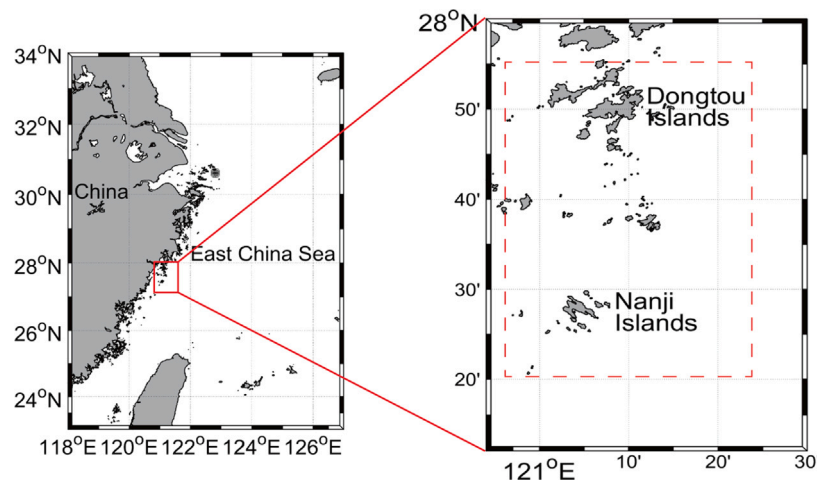 34°N
32°N
30°N
28°N
26°N
24°N
118°E 120°E 122°E 124°E 126°E
China
East China Sea
28°N
50'
40'
30'
20'
121°E
10'
20'
30
Dongtou
Islands
Nanji
Islands